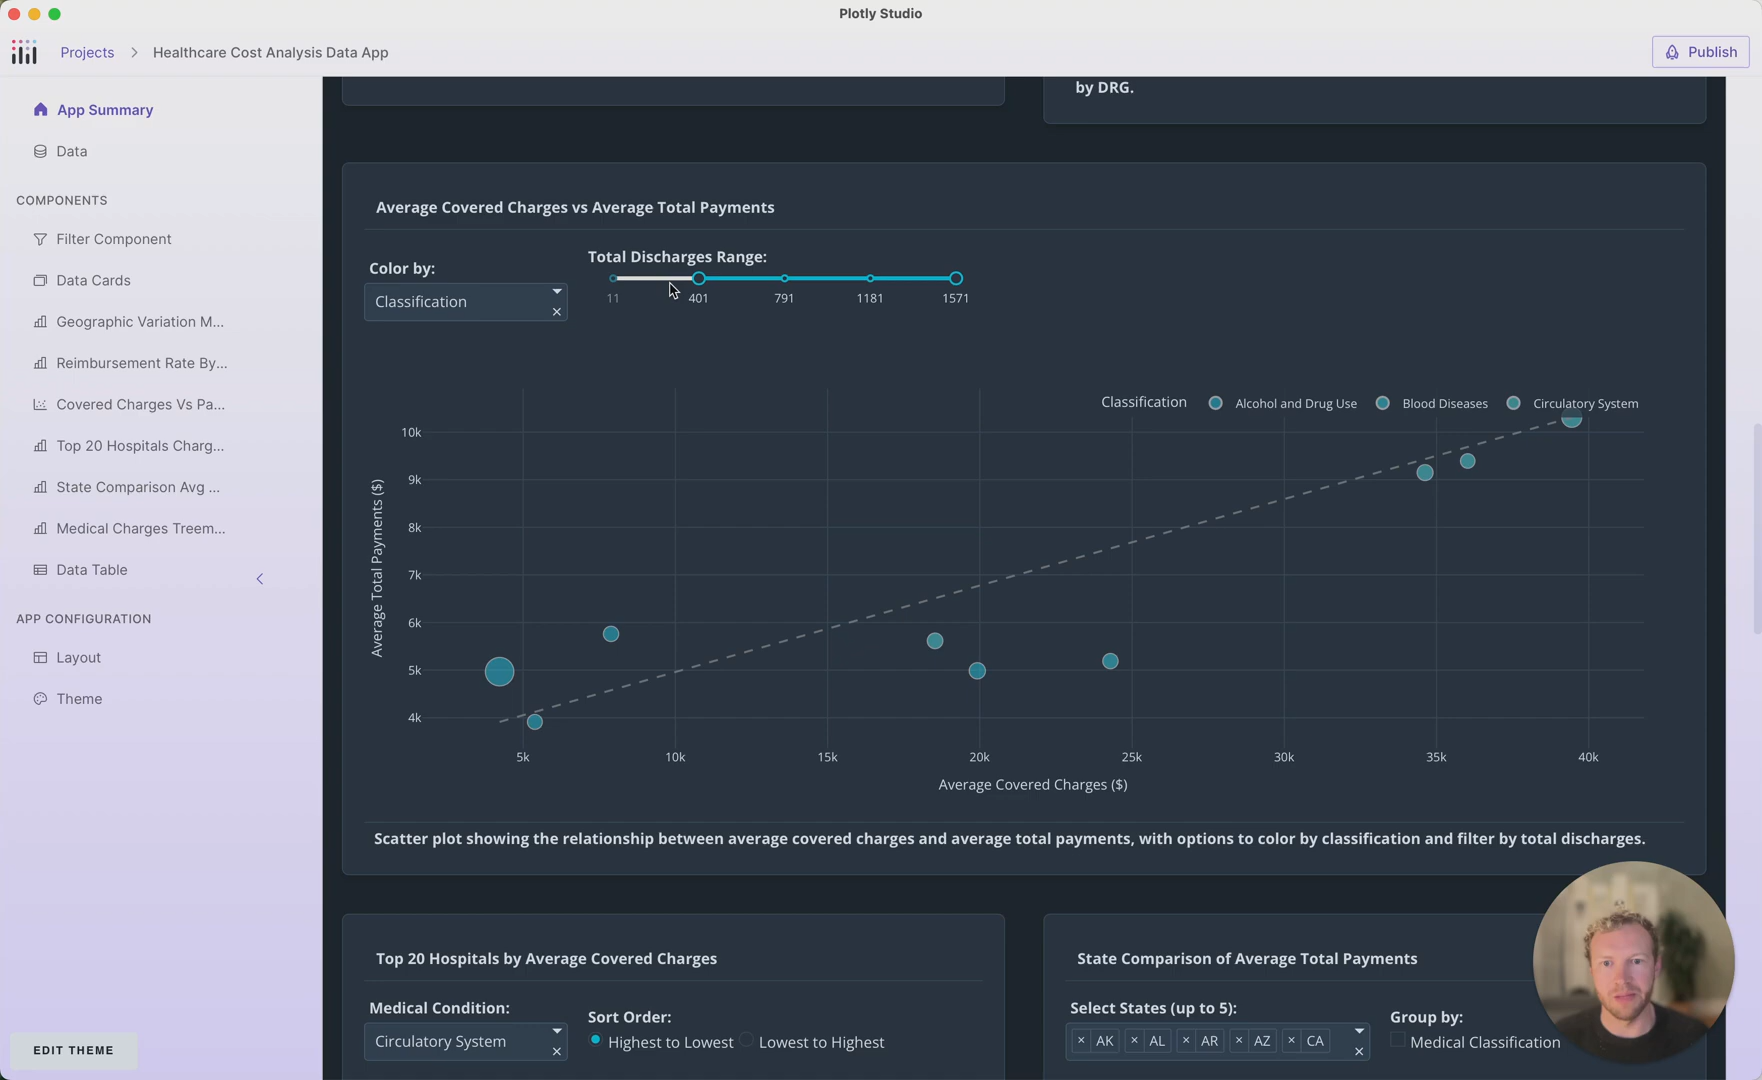 Plotly Studio
Projects
Healthcare Cost Analysis Data App
Publish
App Summary
Data
COMPONENTS
Filter Component
Data Cards
Geographic Variation M...
Reimbursement Rate By...
Covered Charges Vs Pa...
Top 20 Hospitals Charg...
State Comparison Avg ...
Medical Charges Treem...
Data Table
APP CONFIGURATION
Layout
Theme
EDIT THEME
by DRG.
Average Covered Charges vs Average Total Payments
Color by:
Classification
Total Discharges Range:
11 401 791 1181 1571
Classification Alcohol and Drug Use Blood Diseases Circulatory System
10k
9k
8k
7k
6k
5k
4k
Average Total Payments ($)
5k 10k 15k 20k 25k 30k 35k 40k
Average Covered Charges ($)
Scatter plot showing the relationship between average covered charges and average total payments, with options to color by classification and filter by total discharges.
Top 20 Hospitals by Average Covered Charges
Medical Condition:
Circulatory System
Sort Order:
Highest to Lowest Lowest to Highest
State Comparison of Average Total Payments
Select States (up to 5):
× AK × AL × AR × AZ × CA
Group by:
Medical Classification